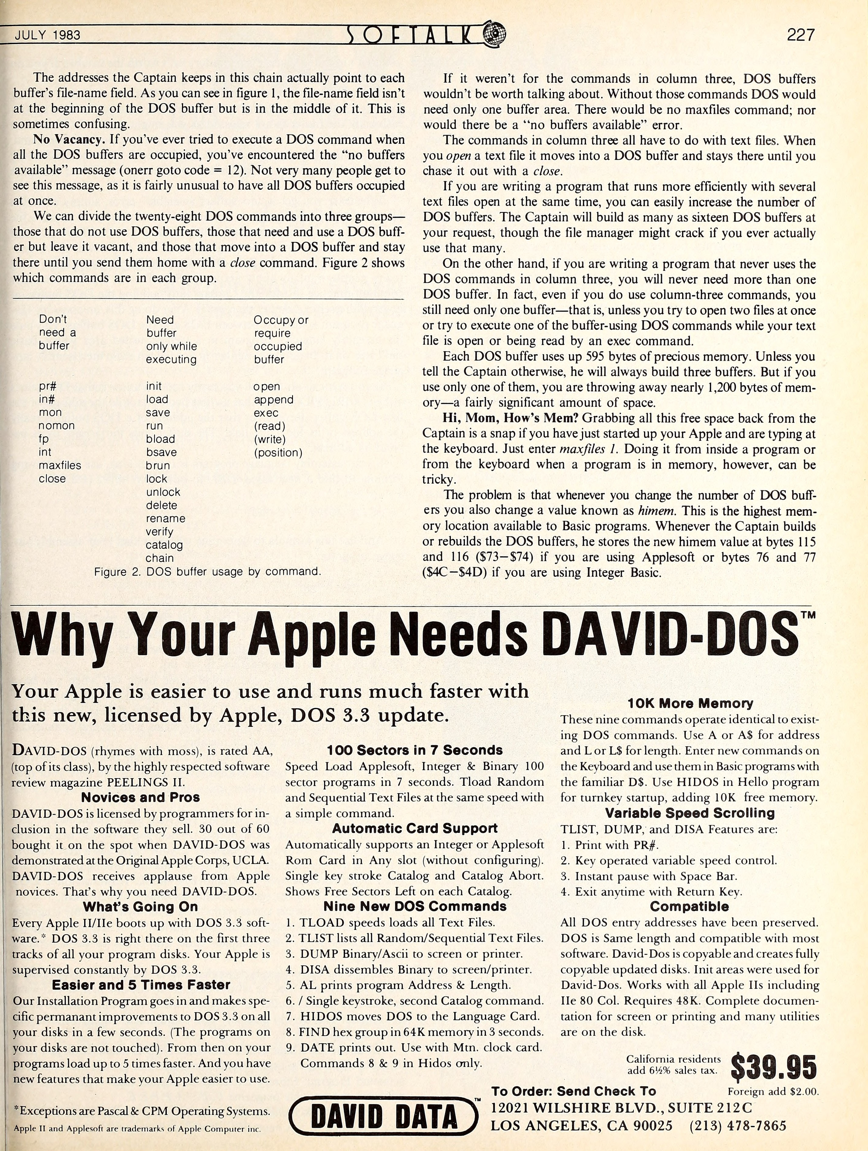 JULY 1983
SOFTALK
227
The addresses the Captain keeps in this chain actually point to each
buffer's file-name field. As you can see in figure 1, the file-name field isn't
at the beginning of the DOS buffer but is in the middle of it. This is
sometimes confusing.
No Vacancy. If you've ever tried to execute a DOS command when
all the DOS buffers are occupied, you've encountered the “no buffers
available” message (onerr goto code = 12). Not very many people get to
see this message, as it is fairly unusual to have all DOS buffers occupied
at once.
We can divide the twenty-eight DOS commands into three groups—
those that do not use DOS buffers, those that need and use a DOS buff-
er but leave it vacant, and those that move into a DOS buffer and stay
there until you send them home with a close command. Figure 2 shows
which commands are in each group.
Don't
need a
buffer
pr#
in#
mon
nomon
fp
int
maxfiles
close
Need
buffer
only while
executing
init
load
save
run
bload
bsave
brun
lock
unlock
delete
rename
verify
catalog
chain
Occupy or
require
occupied
buffer
open
append
exec
(read)
(write)
(position)
Figure 2. DOS buffer usage by command.
If it weren't for the commands in column three, DOS buffers
wouldn't be worth talking about. Without those commands DOS would
need only one buffer area. There would be no maxfiles command; nor
would there be a “no buffers available” error.
The commands in column three all have to do with text files. When
you open a text file it moves into a DOS buffer and stays there until you
chase it out with a close.
If you are writing a program that runs more efficiently with several
text files open at the same time, you can easily increase the number of
DOS buffers. The Captain will build as many as sixteen DOS buffers at
your request, though the file manager might crack if you ever actually
use that many.
On the other hand, if you are writing a program that never uses the
DOS commands in column three, you will never need more than one
DOS buffer. In fact, even if you do use column-three commands, you
still need only one buffer—that is, unless you try to open two files at once
or try to execute one of the buffer-using DOS commands while your text
file is open or being read by an exec command.
Each DOS buffer uses up 595 bytes of precious memory. Unless you
tell the Captain otherwise, he will always build three buffers. But if you
use only one of them, you are throwing away nearly 1,200 bytes of mem-
ory—a fairly significant amount of space.
Hi, Mom, How's Mem? Grabbing all this free space back from the
Captain is a snap if you have just started up your Apple and are typing at
the keyboard. Just enter maxfiles 1. Doing it from inside a program or
from the keyboard when a program is in memory, however, can be
tricky.
The problem is that whenever you change the number of DOS buff-
ers you also change a value known as himem. This is the highest mem-
ory location available to Basic programs. Whenever the Captain builds
or rebuilds the DOS buffers, he stores the new himem value at bytes 115
and 116 ($73—$74) if you are using Applesoft or bytes 76 and 77
($4C—$4D) if you are using Integer Basic.
Why Your Apple Needs DAVID-DOS™
Your Apple is easier to use and runs much faster with
this new, licensed by Apple, DOS 3.3 update.
DAVID-DOS (rhymes with moss), is rated AA,
(top of its class), by the highly respected software
review magazine PEELINGS II.
Novices and Pros
DAVID-DOS is licensed by programmers for in-
clusion in the software they sell. 30 out of 60
bought it on the spot when DAVID-DOS was
demonstrated at the Original Apple Corps, UCLA.
DAVID-DOS receives applause from Apple
novices. That's why you need DAVID-DOS.
What's Going On
Every Apple II/IIe boots up with DOS 3.3 soft-
ware.* DOS 3.3 is right there on the first three
tracks of all your program disks. Your Apple is
supervised constantly by DOS 3.3.
Easier and 5 Times Faster
Our Installation Program goes in and makes spe-
cific permanant improvements to DOS 3.3 on all
your disks in a few seconds. (The programs on
your disks are not touched). From then on your
programs load up to 5 times faster. And you have
new features that make your Apple easier to use.
*Exceptions are Pascal & CPM Operating Systems.
Apple II and Applesoft are trademarks of Apple Computer inc.
100 Sectors in 7 Seconds
Speed Load Applesoft, Integer & Binary 100
sector programs in 7 seconds. Tload Random
and Sequential Text Files at the same speed with
a simple command.
Automatic Card Support
Automatically supports an Integer or Applesoft
Rom Card in Any slot (without configuring).
Single key stroke Catalog and Catalog Abort.
Shows Free Sectors Left on each Catalog.
Nine New DOS Commands
1. TLOAD speeds loads all Text Files.
2. TLIST lists all Random/Sequential Text Files.
3. DUMP Binary/Ascii to screen or printer.
4. DISA dissembles Binary to screen/printer.
5. AL prints program Address & Length.
6. / Single keystroke, second Catalog command.
7. HIDOS moves DOS to the Language Card.
8. FIND hex group in 64K memory in 3 seconds.
9. DATE prints out. Use with Mtn. clock card.
Commands 8 & 9 in Hidos only.
10K More Memory
These nine commands operate identical to exist-
ing DOS commands. Use A or A$ for address
and L or L$ for length. Enter new commands on
the Keyboard and use them in Basic programs with
the familiar D$. Use HIDOS in Hello program
for turnkey startup, adding 10K free memory.
Variable Speed Scrolling
TLIST, DUMP, and DISA Features are:
1. Print with PR#.
2. Key operated variable speed control.
3. Instant pause with Space Bar.
4. Exit anytime with Return Key.
Compatible
All DOS entry addresses have been preserved.
DOS is Same length and compatible with most
software. David-Dos is copyable and creates fully
copyable updated disks. Init areas were used for
David-Dos. Works with all Apple IIs including
IIe 80 Col. Requires 48K. Complete documen-
tation for screen or printing and many utilities
are on the disk.
California residents
add 6½% sales tax.
$39.95
Foreign add $2.00.
DAVID DATA™
To Order: Send Check To
12021 WILSHIRE BLVD., SUITE 212C
LOS ANGELES, CA 90025 (213) 478-7865